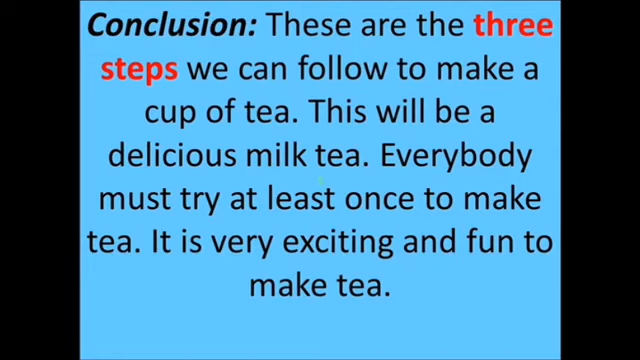 Conclusion: These are the three
steps we can follow to make a
cup of tea. This will be a
delicious milk tea. Everybody
must try at least once to make
tea. It is very exciting and fun to
make tea.